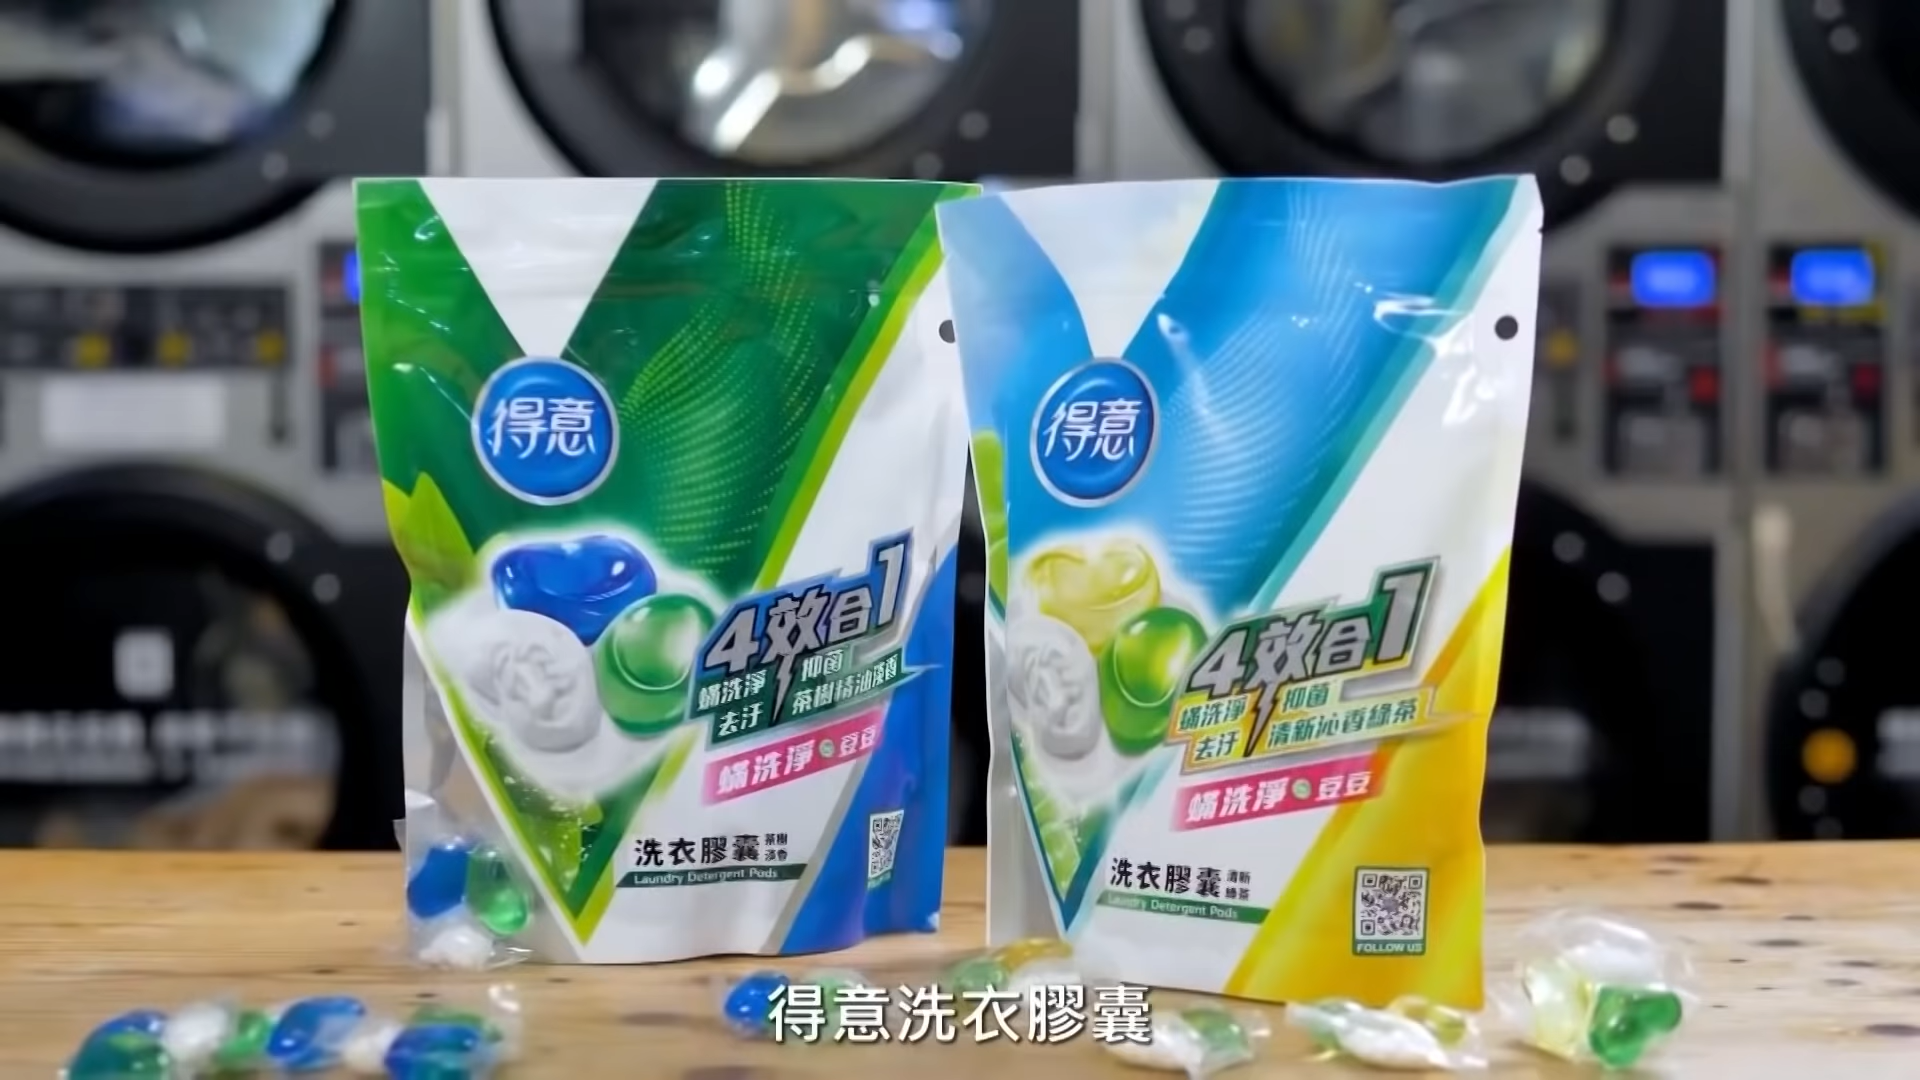 得意
4效合1
蟎洗淨 抑菌
去汙 茶樹精油淡香
蟎洗淨 豆豆
洗衣膠囊 茶樹
淡香
Laundry Detergent Pods
得意
4效合1
蟎洗淨 抑菌
去汙 清新沁香綠茶
蟎洗淨 豆豆
洗衣膠囊 清新
綠茶
Laundry Detergent Pods
FOLLOW US
得意洗衣膠囊